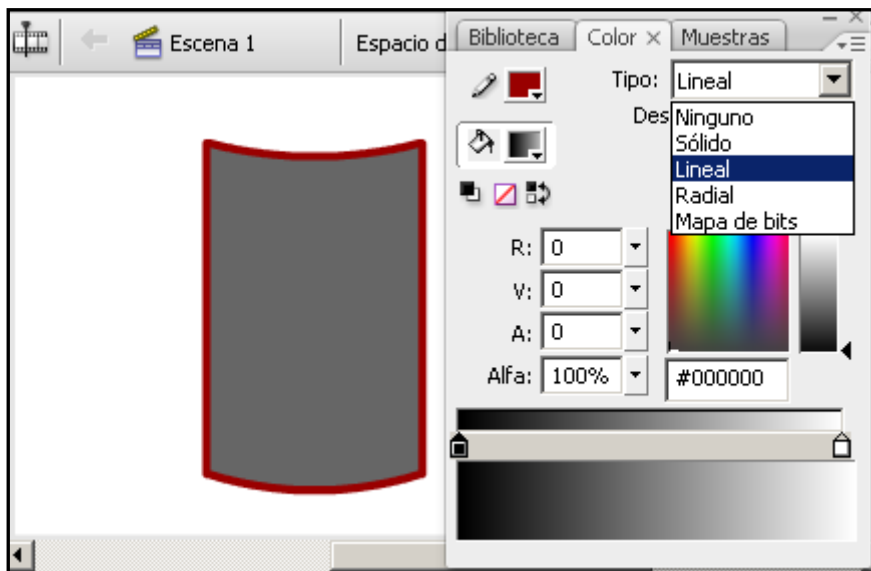 Escena 1
Espacio d
Biblioteca
Color
Muestras
Tipo: Lineal
Des
Ninguno
Sólido
Lineal
Radial
Mapa de bits
R: 0
V: 0
A: 0
Alfa: 100% #000000